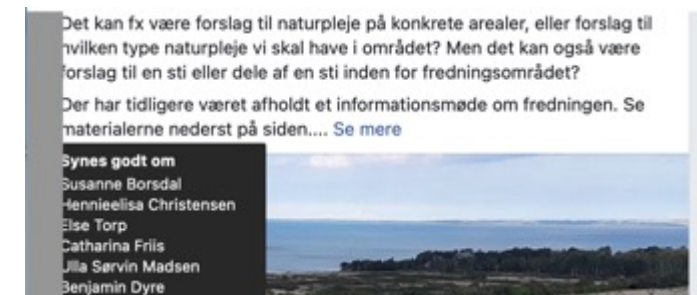 Det kan fx være forslag til naturpleje på konkrete arealer, eller forslag til
hvilken type naturpleje vi skal have i området? Men det kan også være
forslag til en sti eller dele af en sti inden for fredningsområdet?
Der har tidligere været afholdt et informationsmøde om fredningen. Se
materialerne nederst på siden.... Se mere
Synes godt om
Susanne Borsdal
Hennieelisa Christensen
Else Torp
Catharina Friis
Ulla Sørvin Madsen
Benjamin Dyre